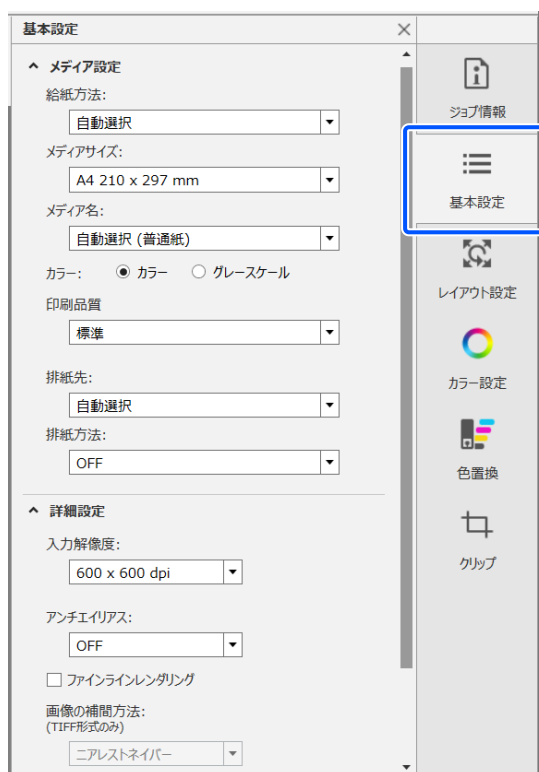 基本設定
メディア設定
給紙方法:
自動選択
メディアサイズ:
A4 210 x 297 mm
メディア名:
自動選択 (普通紙)
カラー: カラー グレースケール
印刷品質
標準
排紙先:
自動選択
排紙方法:
OFF
詳細設定
入力解像度:
600 x 600 dpi
アンチエイリアス:
OFF
ファインラインレンダリング
画像の補間方法:
(TIFF形式のみ)
ニアレストネイバー
ジョブ情報
基本設定
レイアウト設定
カラー設定
色置換
クリップ